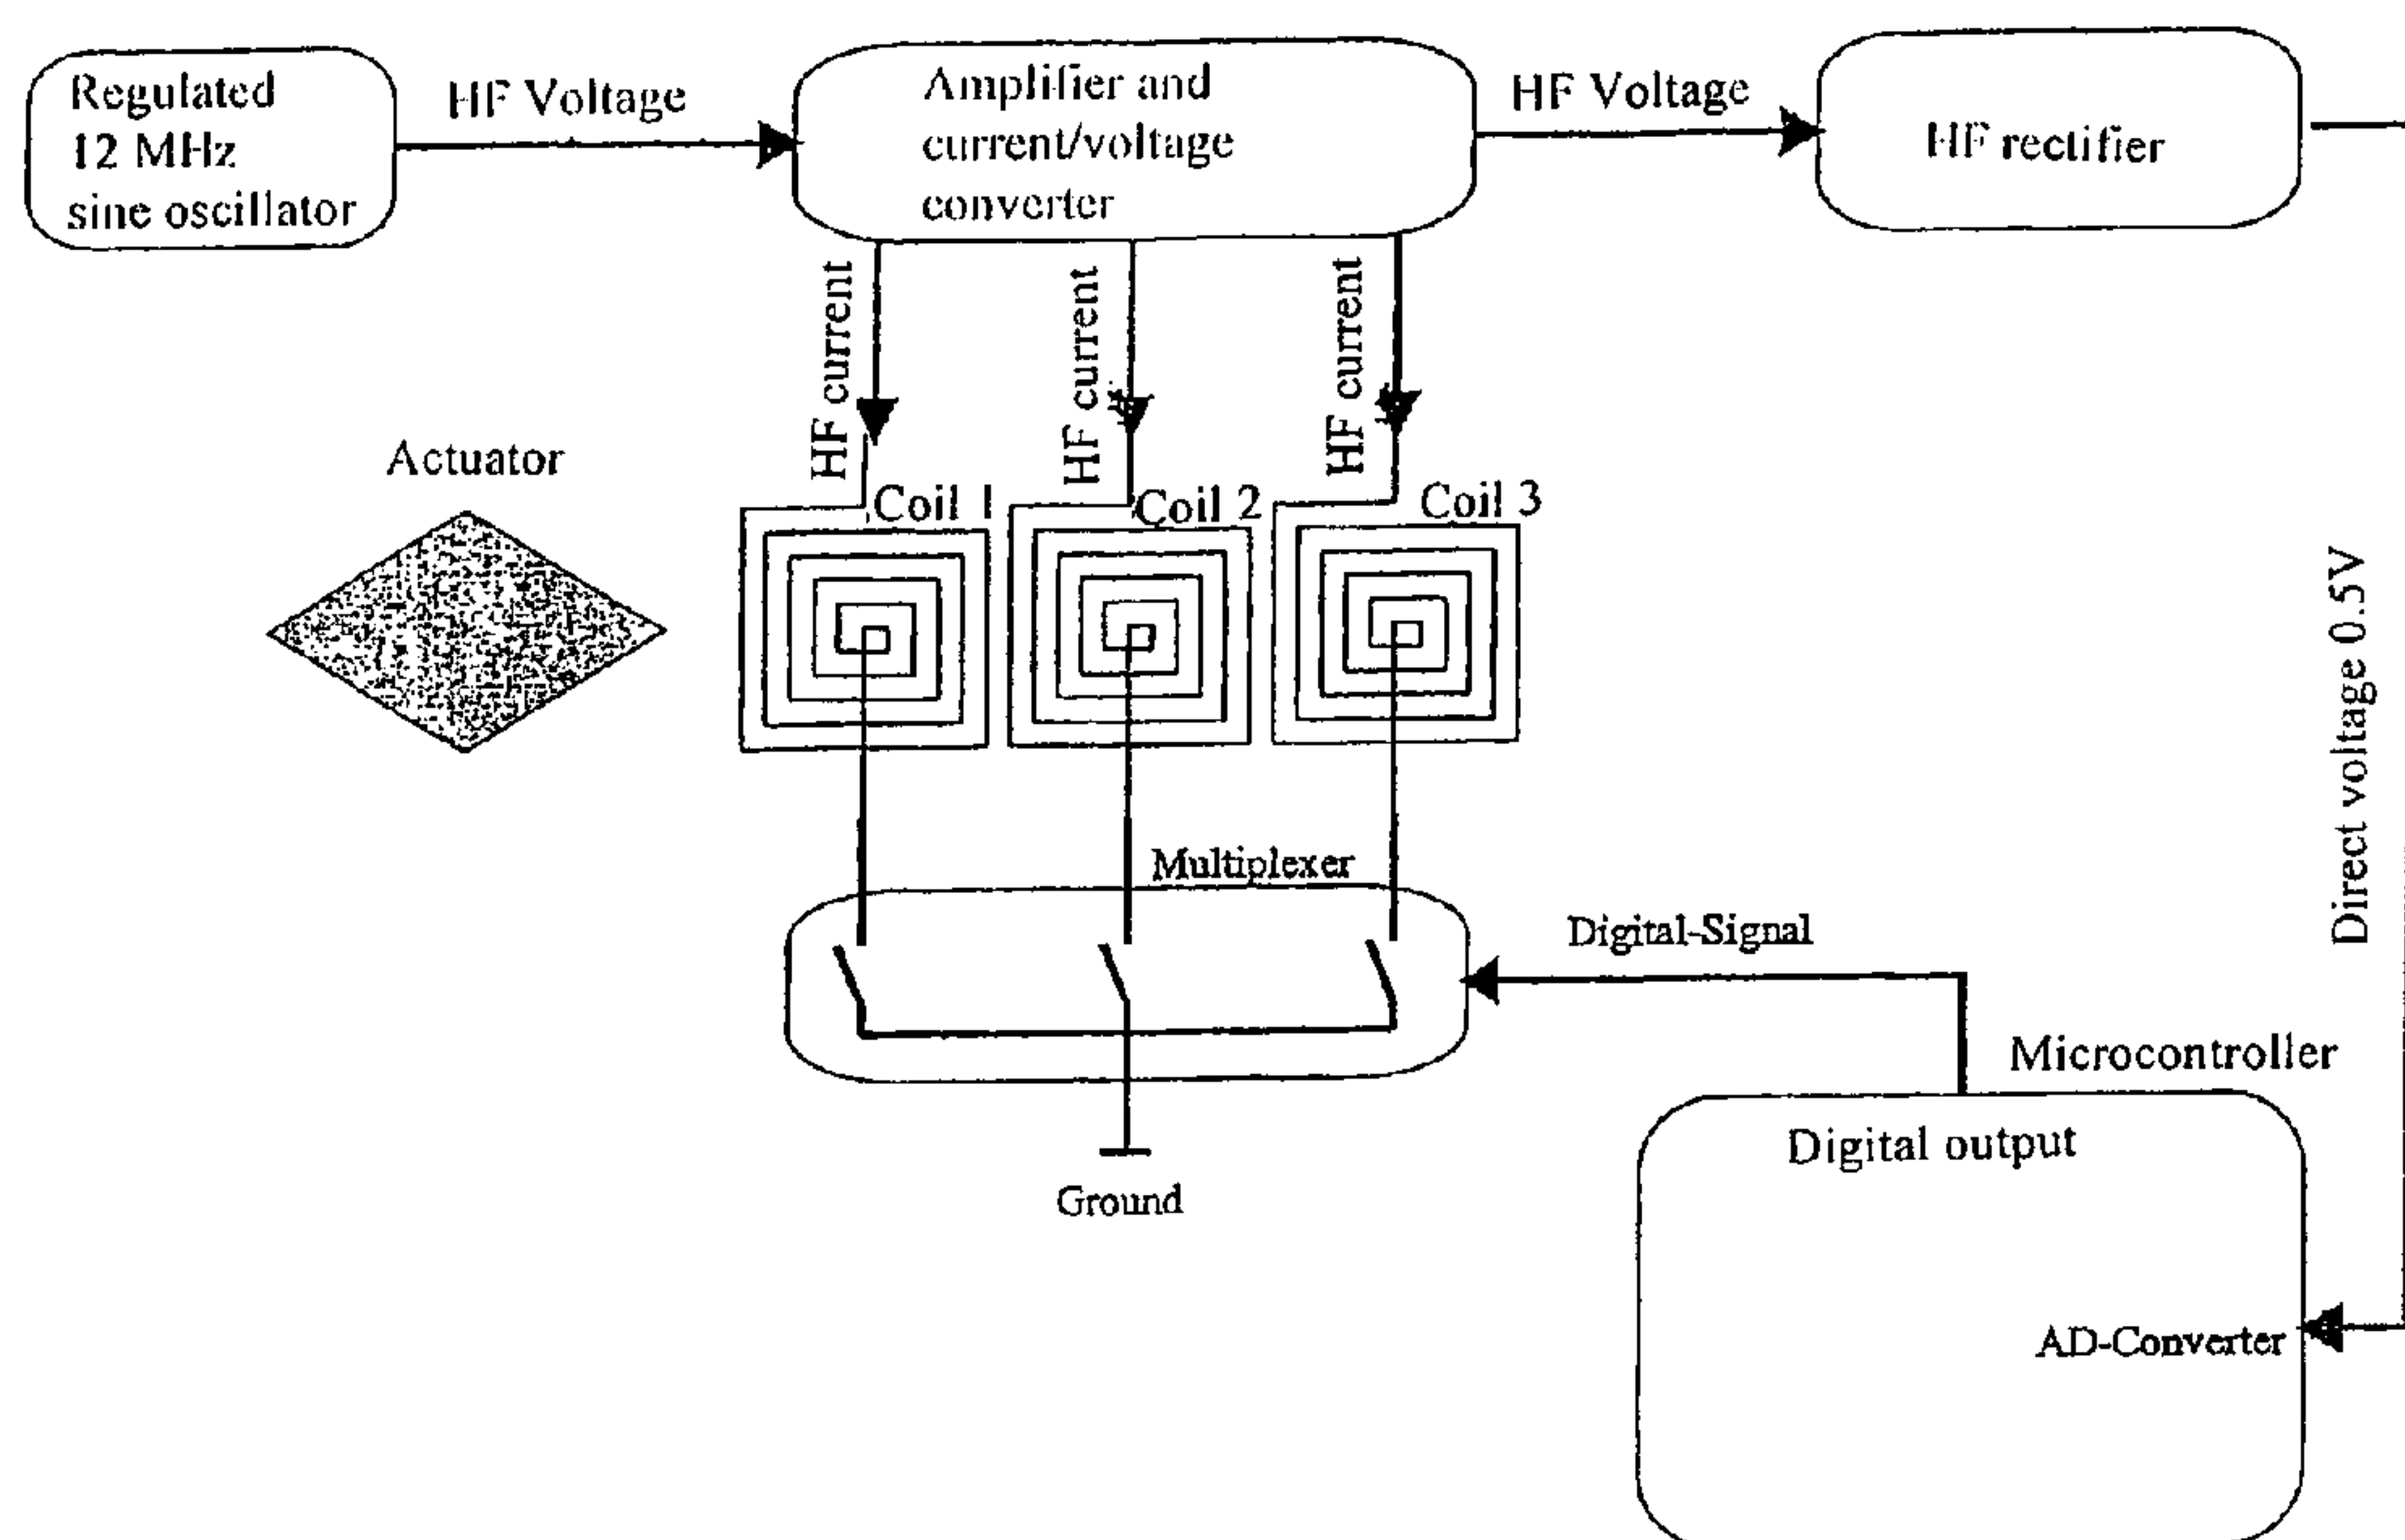 Regulated
12 MHz
sine oscillator
HF Voltage
Amplifier and
current/voltage
converter
HF Voltage
HF rectifier
HF current
HF current
HF current
Actuator
Coil 1
Coil 2
Coil 3
Direct voltage 0.5V
Multiplexer
Digital-Signal
Microcontroller
Digital output
Ground
AD-Converter